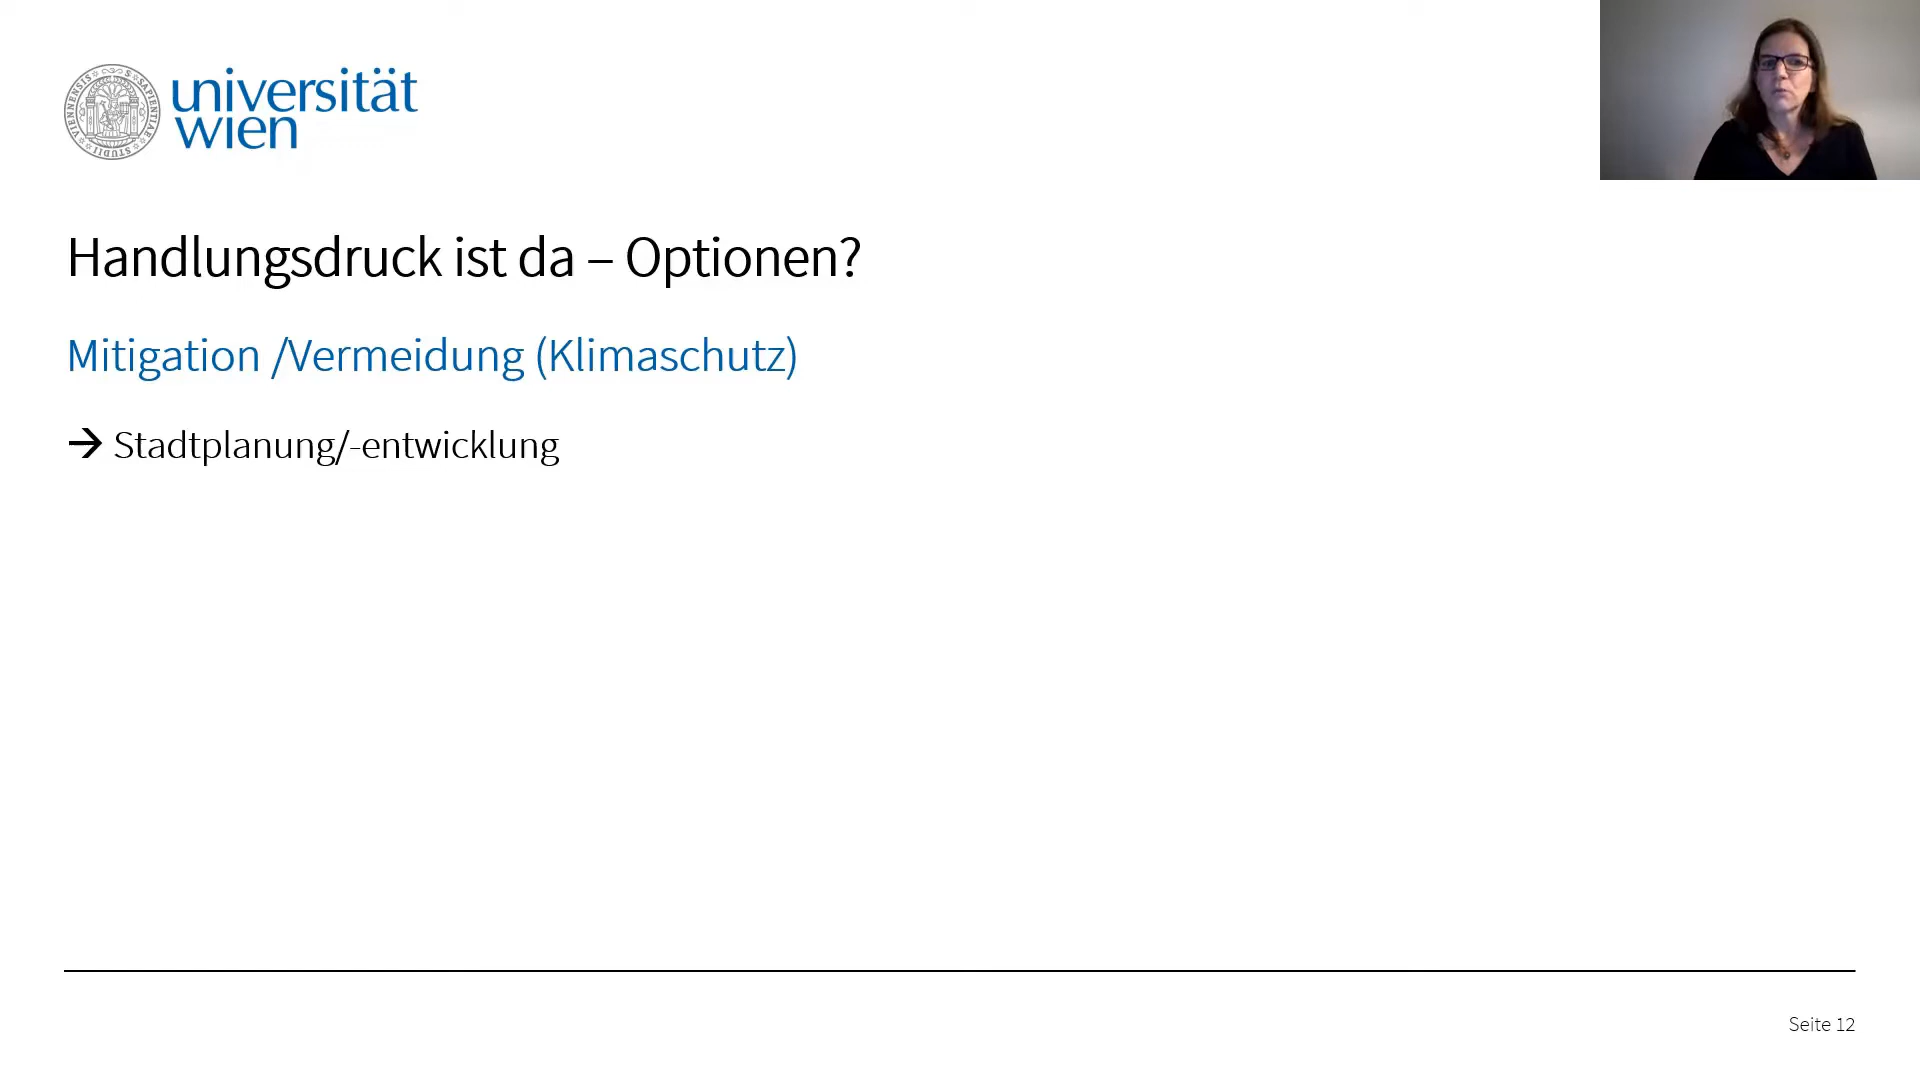 universität
wien
Handlungsdruck ist da – Optionen?
Mitigation /Vermeidung (Klimaschutz)
→ Stadtplanung/-entwicklung
Seite 12